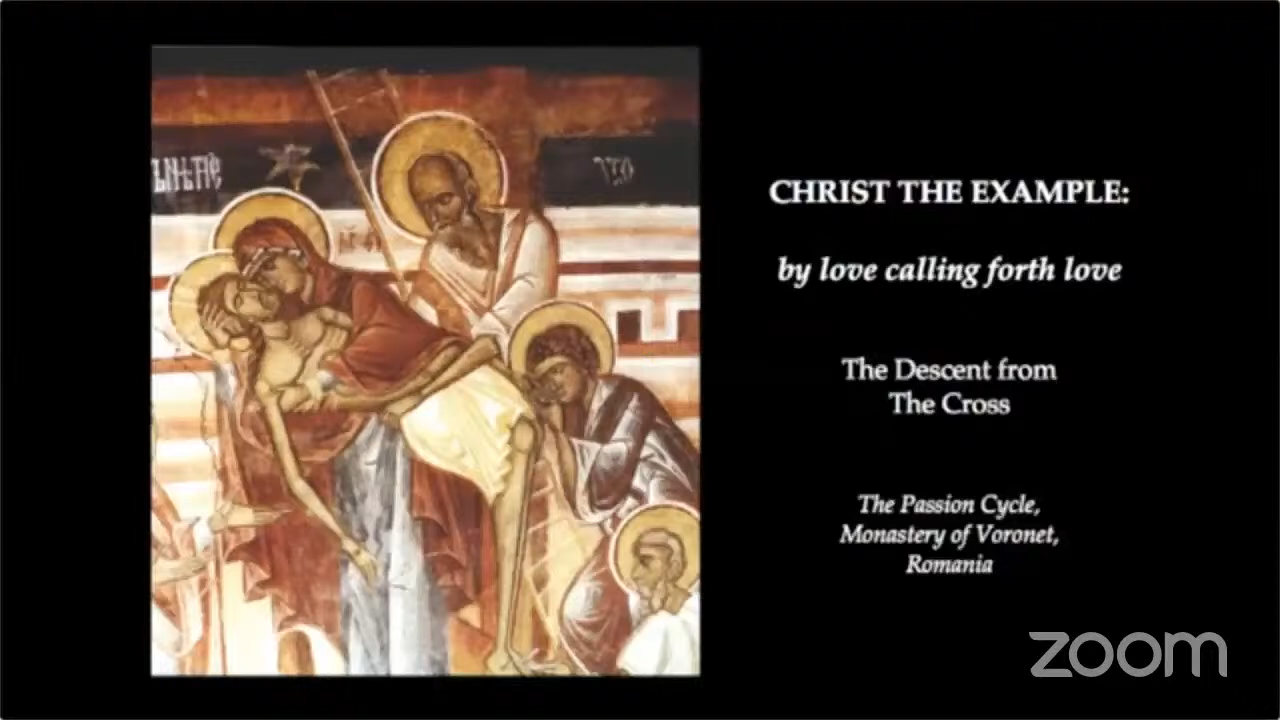 CHRIST THE EXAMPLE:
by love calling forth love
The Descent from
The Cross
The Passion Cycle,
Monastery of Voronet,
Romania
zoom